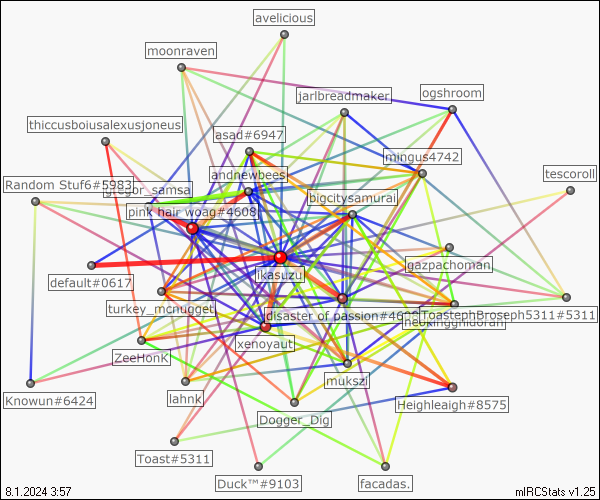 avelicious
moonraven
jarlbreadmaker
ogshroom
thiccusboiusalexusjoneus
asad#6947
mingus4742
andnewbees
tescoroll
Random Stuf6#5983
gregor_samsa
bigcitysamurai
pink hair woag#4608
gazpachoman
ikasuzu
default#0617
turkey_mcnugget
disaster of passion#4608
ToastephBroseph5311#5311
xenoyaut
ZeeHonK
mukszi
Knowun#6424
lahnk
Heighleaigh#8575
Dogger_Dig
Toast#5311
Duck™#9103
facadas.
8.1.2024 3:57
mIRCStats v1.25